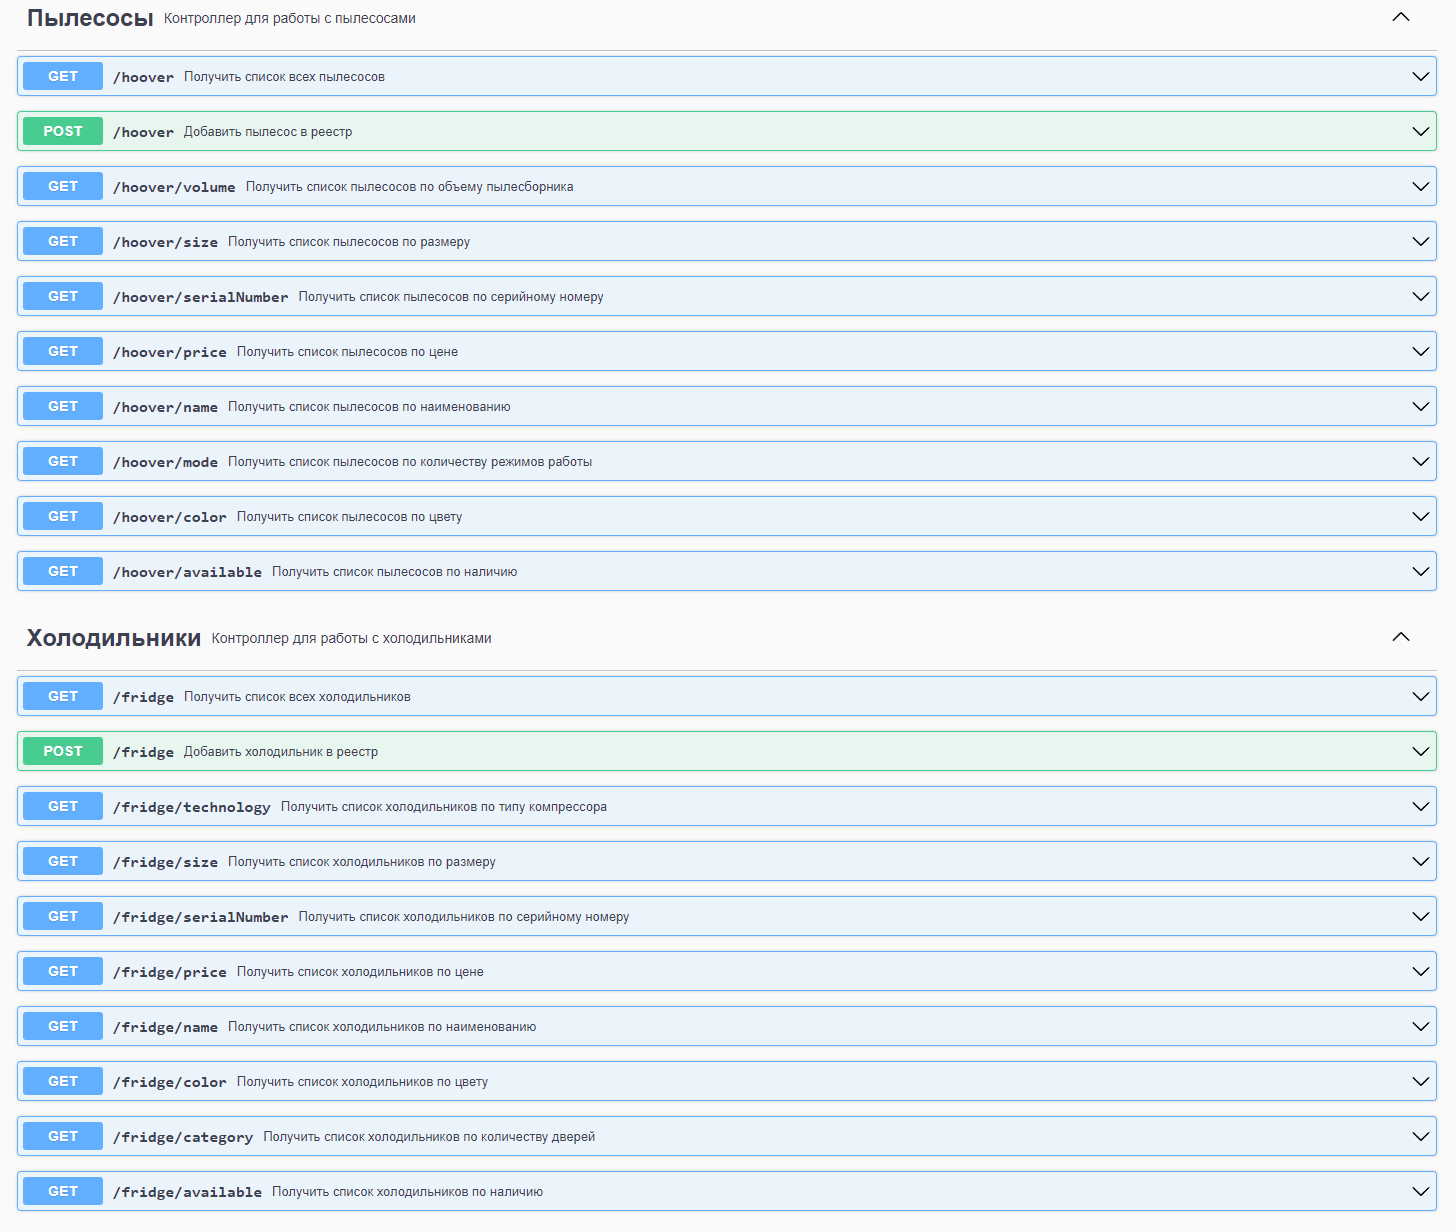 Пылесосы Контроллер для работы с пылесосами
GET /hoover Получить список всех пылесосов
POST /hoover Добавить пылесос в реестр
GET /hoover/volume Получить список пылесосов по объему пылесборника
GET /hoover/size Получить список пылесосов по размеру
GET /hoover/serialNumber Получить список пылесосов по серийному номеру
GET /hoover/price Получить список пылесосов по цене
GET /hoover/name Получить список пылесосов по наименованию
GET /hoover/mode Получить список пылесосов по количеству режимов работы
GET /hoover/color Получить список пылесосов по цвету
GET /hoover/available Получить список пылесосов по наличию
Холодильники Контроллер для работы с холодильниками
GET /fridge Получить список всех холодильников
POST /fridge Добавить холодильник в реестр
GET /fridge/technology Получить список холодильников по типу компрессора
GET /fridge/size Получить список холодильников по размеру
GET /fridge/serialNumber Получить список холодильников по серийному номеру
GET /fridge/price Получить список холодильников по цене
GET /fridge/name Получить список холодильников по наименованию
GET /fridge/color Получить список холодильников по цвету
GET /fridge/category Получить список холодильников по количеству дверей
GET /fridge/available Получить список холодильников по наличию